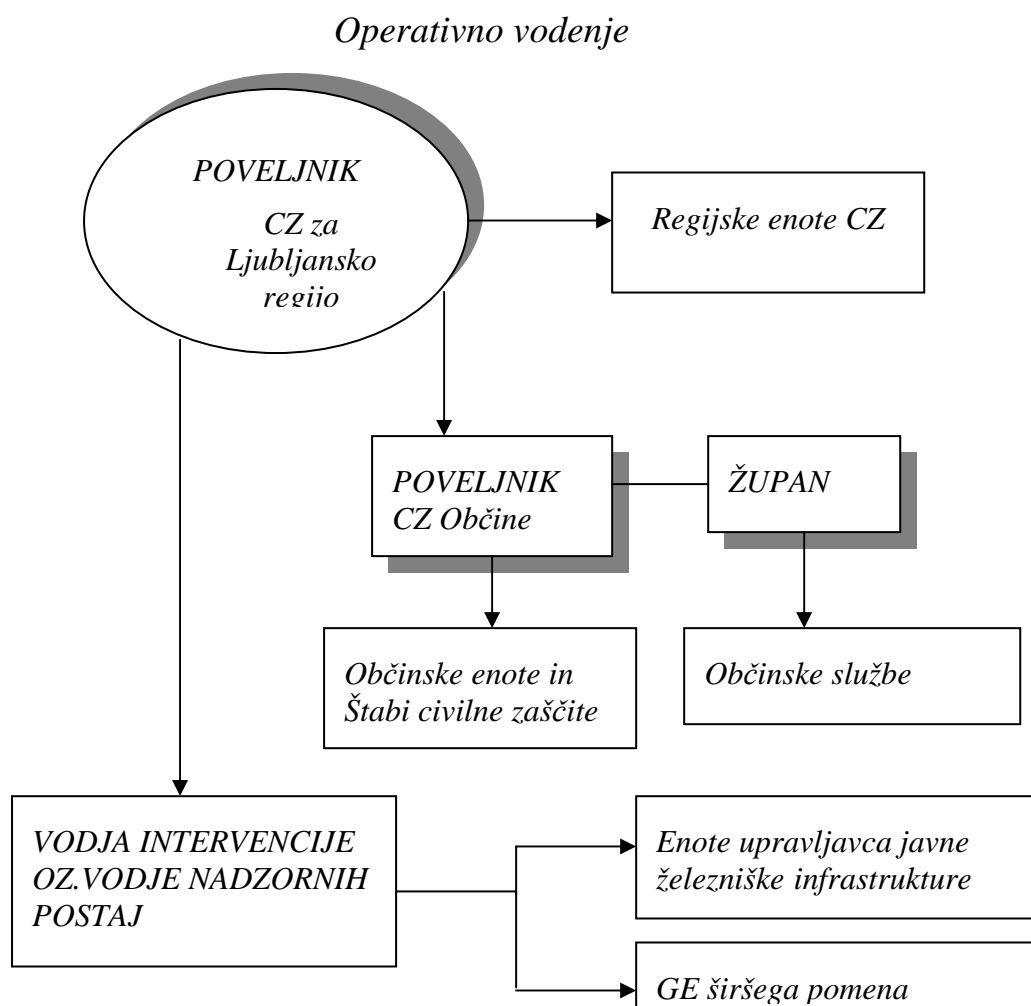 Operativno vodenje
POVELJNIK
CZ za
Ljubljansko
regijo
Regijske enote CZ
POVELJNIK
CZ Občine
ŽUPAN
Občinske enote in
Štabi civilne zaščite
Občinske službe
VODJA INTERVENCIJE
OZ.VODJE NADZORNIH
POSTAJ
Enote upravljavca javne
železniške infrastrukture
GE širšega pomena